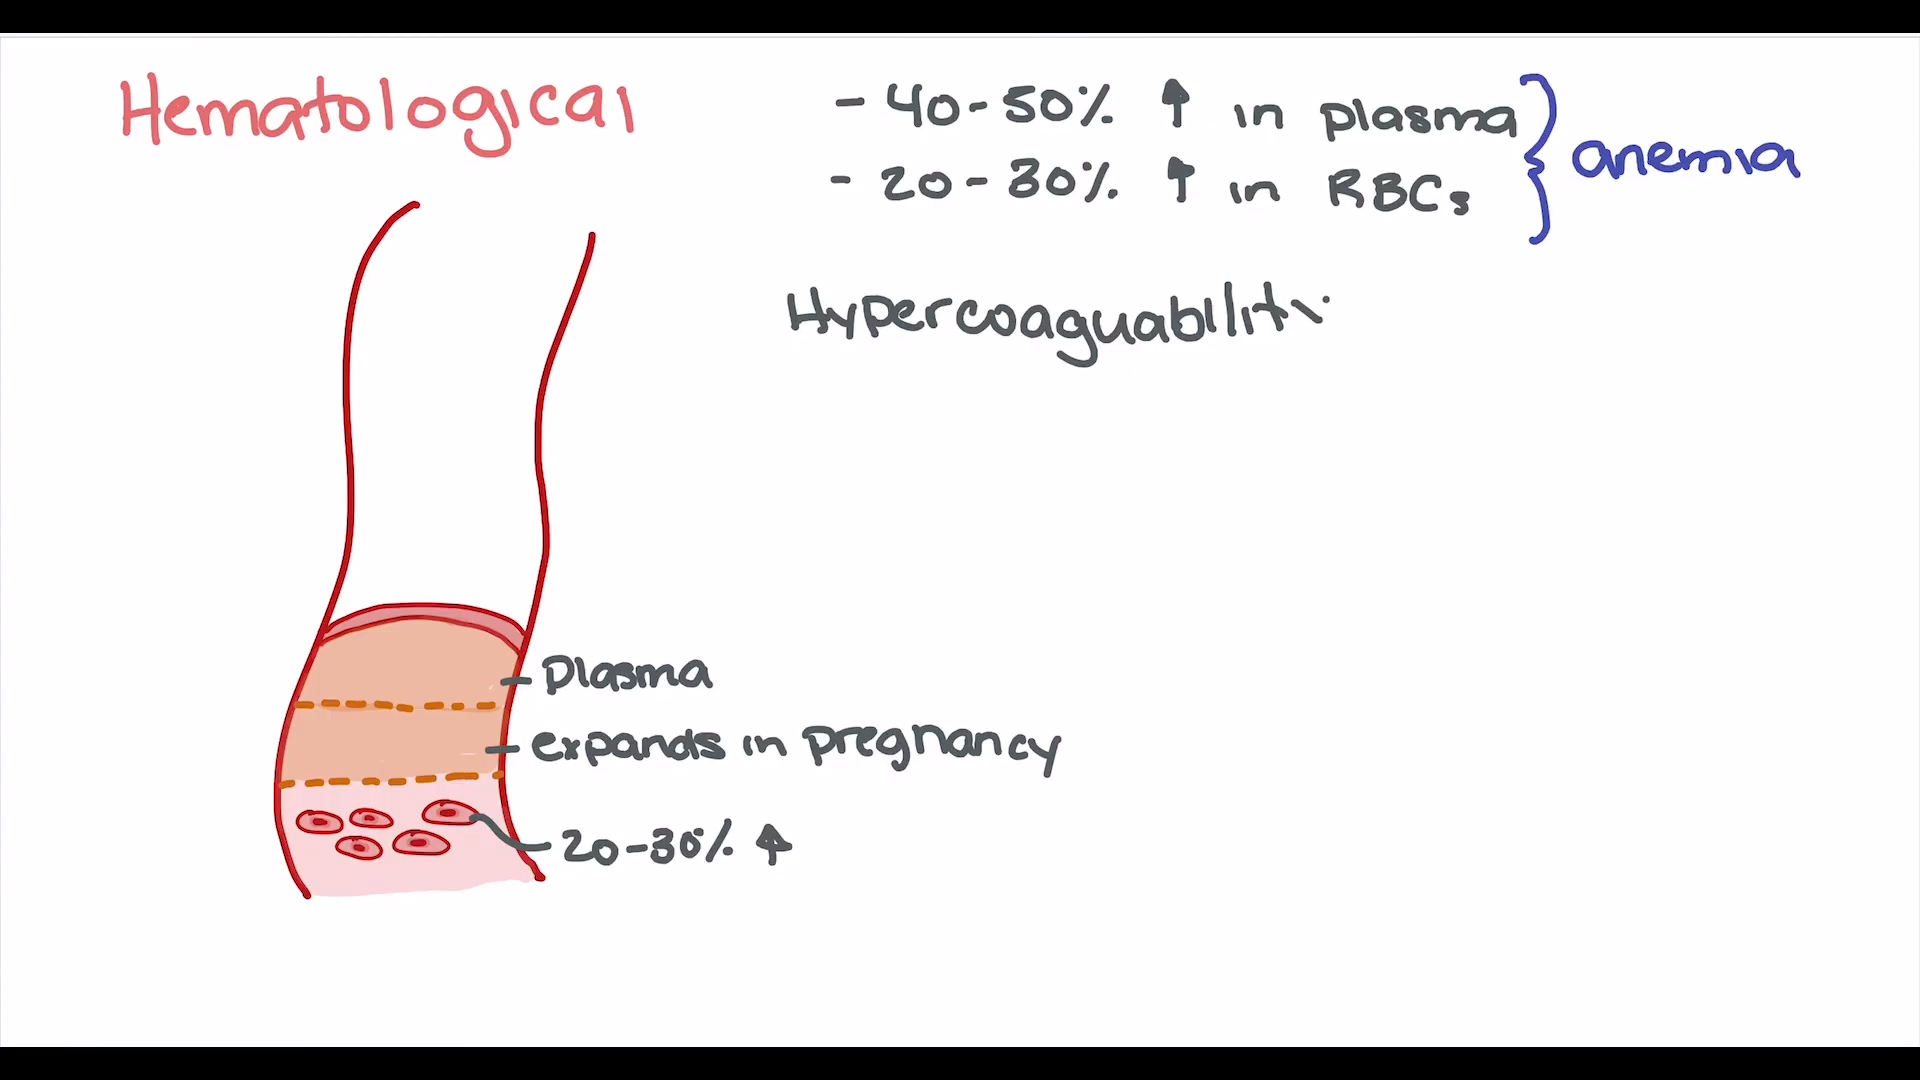 Hematological
- 40-50% ↑ in plasma
- 20-30% ↑ in RBCs
anemia
Hypercoaguability
Plasma
expands in pregnancy
20-30% ↑